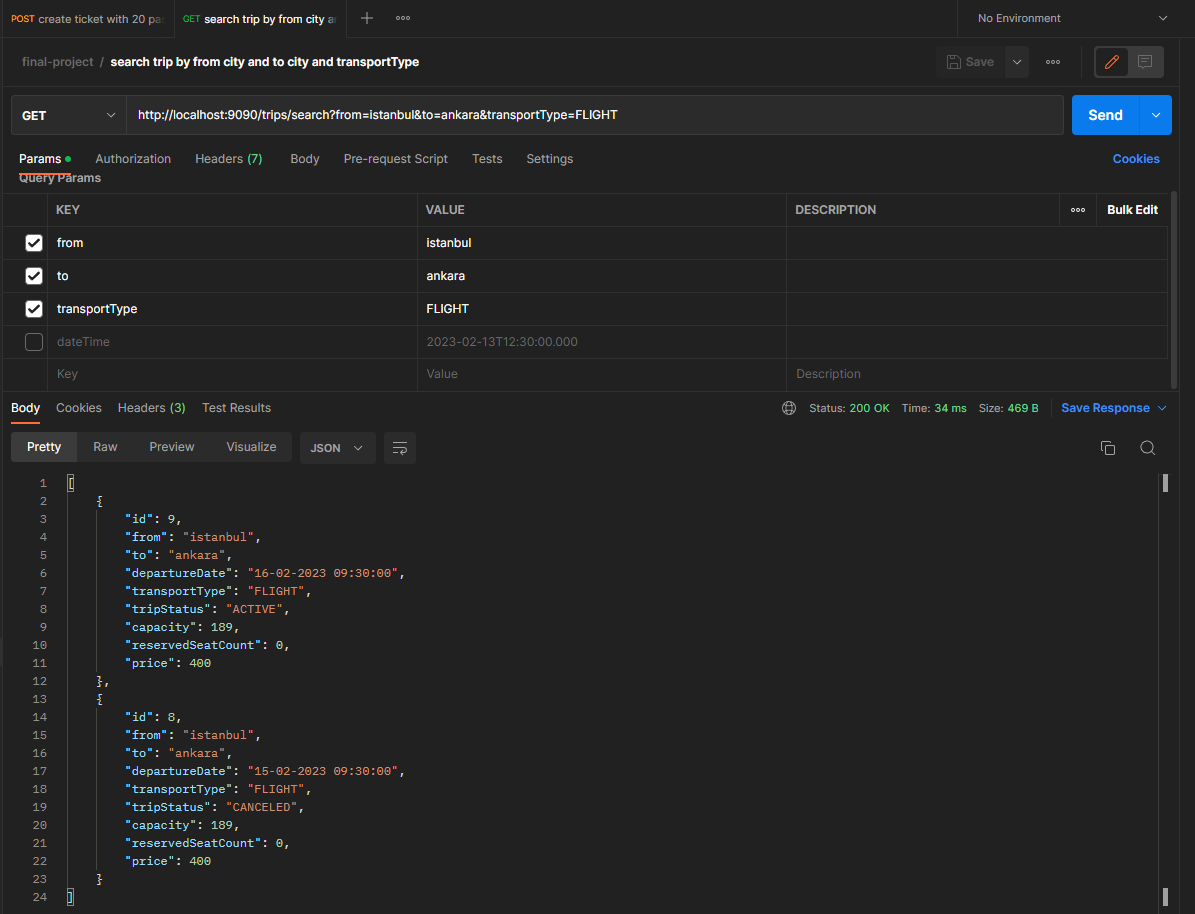 POST create ticket with 20 pa
GET search trip by from city a
No Environment
final-project / search trip by from city and to city and transportType
Save
GET
http://localhost:9090/trips/search?from=istanbul&to=ankara&transportType=FLIGHT
Send
Params Authorization Headers (7) Body Pre-request Script Tests Settings Cookies
Query Params
KEY VALUE DESCRIPTION Bulk Edit
from istanbul
to ankara
transportType FLIGHT
dateTime 2023-02-13T12:30:00.000
Key Value Description
Body Cookies Headers (3) Test Results Status: 200 OK Time: 34 ms Size: 469 B Save Response
Pretty Raw Preview Visualize JSON
1 [
2 {
3 "id": 9,
4 "from": "istanbul",
5 "to": "ankara",
6 "departureDate": "16-02-2023 09:30:00",
7 "transportType": "FLIGHT",
8 "tripStatus": "ACTIVE",
9 "capacity": 189,
10 "reservedSeatCount": 0,
11 "price": 400
12 },
13 {
14 "id": 8,
15 "from": "istanbul",
16 "to": "ankara",
17 "departureDate": "15-02-2023 09:30:00",
18 "transportType": "FLIGHT",
19 "tripStatus": "CANCELED",
20 "capacity": 189,
21 "reservedSeatCount": 0,
22 "price": 400
23 }
24 ]